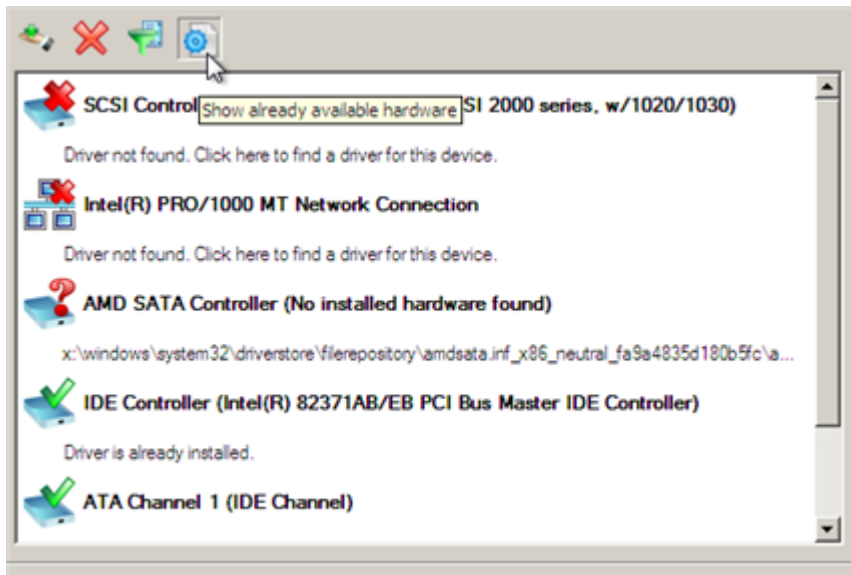 SCSI Control
Show already available hardware
SI 2000 series, w/1020/1030)
Driver not found. Click here to find a driver for this device.
Intel(R) PRO/1000 MT Network Connection
Driver not found. Click here to find a driver for this device.
AMD SATA Controller (No installed hardware found)
x:\windows\system32\driverstore\filerepository\amdsata.inf_x86_neutral_fa9a4835d180b5fc\a...
IDE Controller (Intel(R) 82371AB/EB PCI Bus Master IDE Controller)
Driver is already installed.
ATA Channel 1 (IDE Channel)